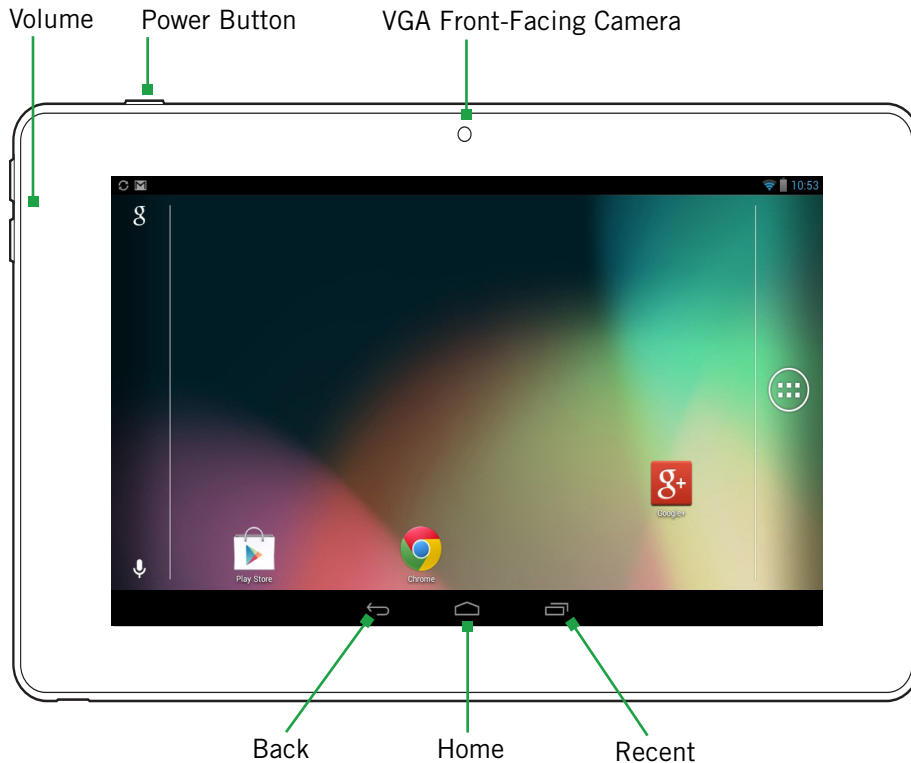 Volume
Power Button
VGA Front-Facing Camera
10:53
g
g+
Google+
Play Store
Chrome
Back
Home
Recent